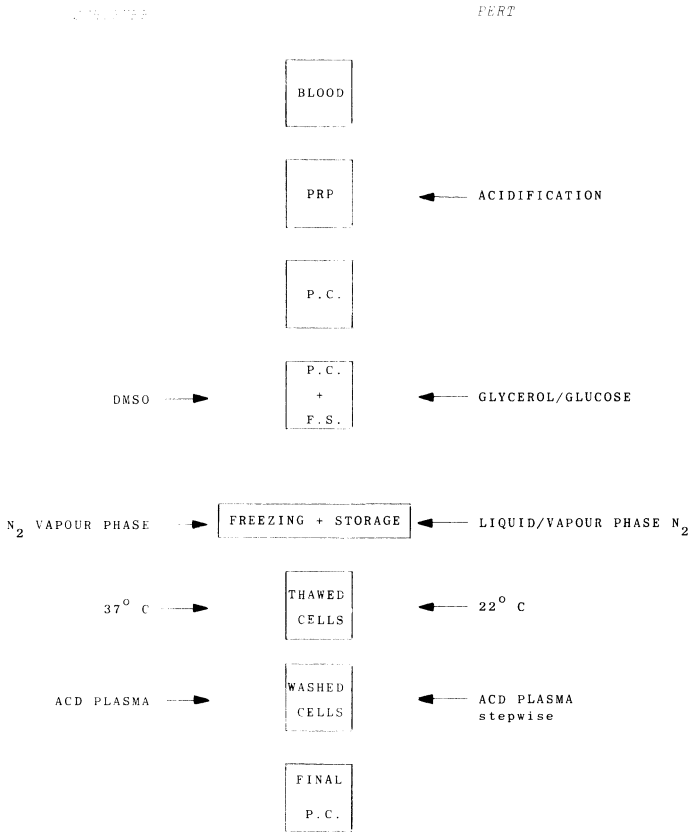 PERT
BLOOD
PRP
ACIDIFICATION
P.C.
DMSO
P.C.
+
F.S.
GLYCEROL/GLUCOSE
N2 VAPOUR PHASE
FREEZING + STORAGE
LIQUID/VAPOUR PHASE N2
37° C
THAWED
CELLS
22° C
ACD PLASMA
WASHED
CELLS
ACD PLASMA
stepwise
FINAL
P.C.